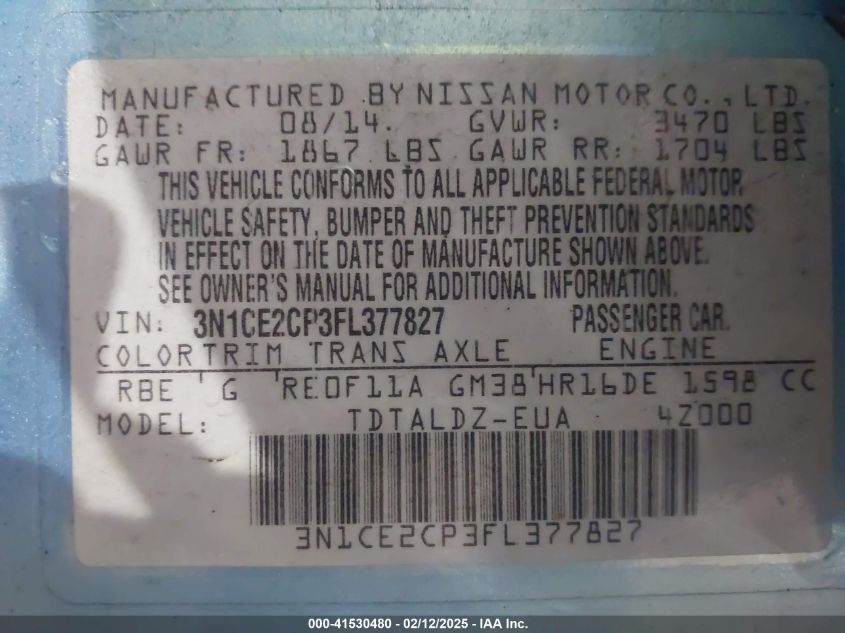 MANUFACTURED BY NISSAN MOTOR CO., LTD.
DATE: 08/14. GVWR: 3470 LBS
GAWR FR: 1867 LBS GAWR RR: 1704 LBS
THIS VEHICLE CONFORMS TO ALL APPLICABLE FEDERAL MOTOR
VEHICLE SAFETY, BUMPER AND THEFT PREVENTION STANDARDS
IN EFFECT ON THE DATE OF MANUFACTURE SHOWN ABOVE.
SEE OWNER'S MANUAL FOR ADDITIONAL INFORMATION.
VIN: 3N1CE2CP3FL377827 PASSENGER CAR.
COLOR TRIM TRANS AXLE ENGINE
RBE G RE0F11A GM38 HR16DE 1598 CC
MODEL: TDTALDZ-EUA 4Z000
3N1CE2CP3FL377827
000-41530480 - 02/12/2025 - IAA Inc.